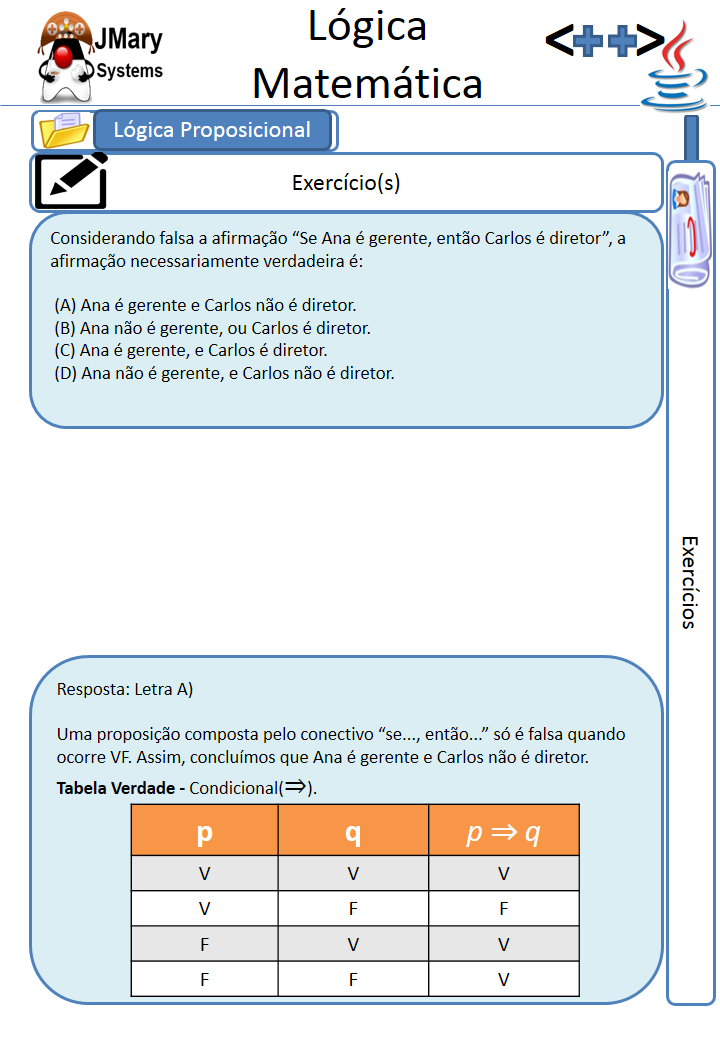 JMary
Systems
Lógica
Matemática
<++>
Lógica Proposicional
Exercício(s)
Considerando falsa a afirmação “Se Ana é gerente, então Carlos é diretor”, a
afirmação necessariamente verdadeira é:
(A) Ana é gerente e Carlos não é diretor.
(B) Ana não é gerente, ou Carlos é diretor.
(C) Ana é gerente, e Carlos é diretor.
(D) Ana não é gerente, e Carlos não é diretor.
Exercícios
Resposta: Letra A)
Uma proposição composta pelo conectivo “se..., então...” só é falsa quando
ocorre VF. Assim, concluímos que Ana é gerente e Carlos não é diretor.
Tabela Verdade - Condicional(⇒).
p q p ⇒ q
V V V
V F F
F V V
F F V